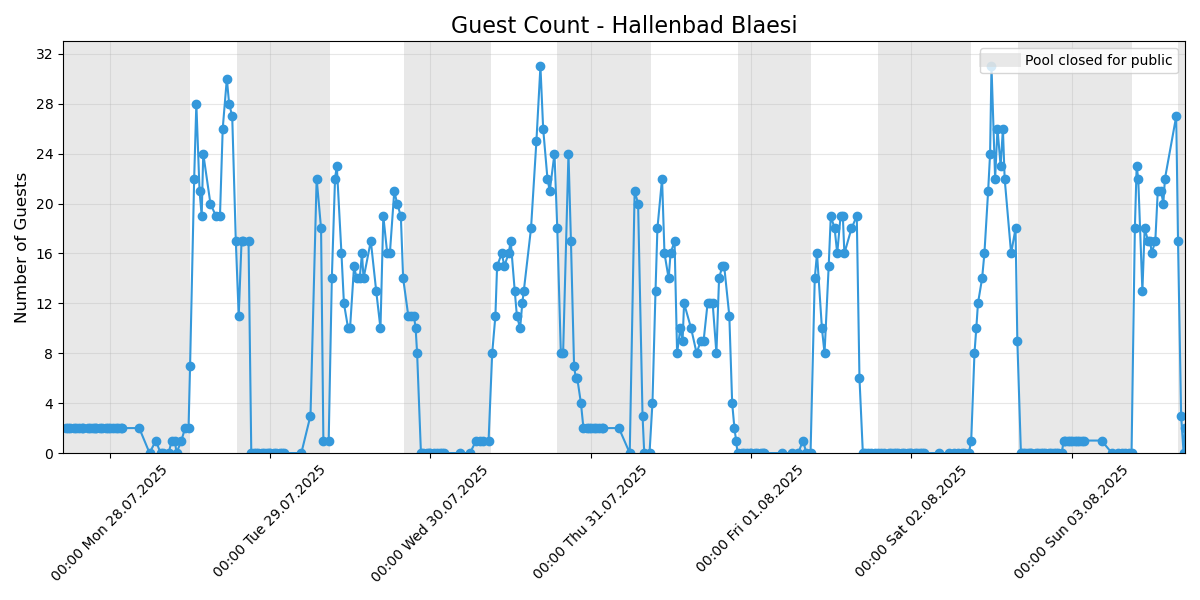 Guest Count - Hallenbad Blaesi
Pool closed for public
Number of Guests
32
28
24
20
16
12
8
4
0
00:00 Mon 28.07.2025
00:00 Tue 29.07.2025
00:00 Wed 30.07.2025
00:00 Thu 31.07.2025
00:00 Fri 01.08.2025
00:00 Sat 02.08.2025
00:00 Sun 03.08.2025